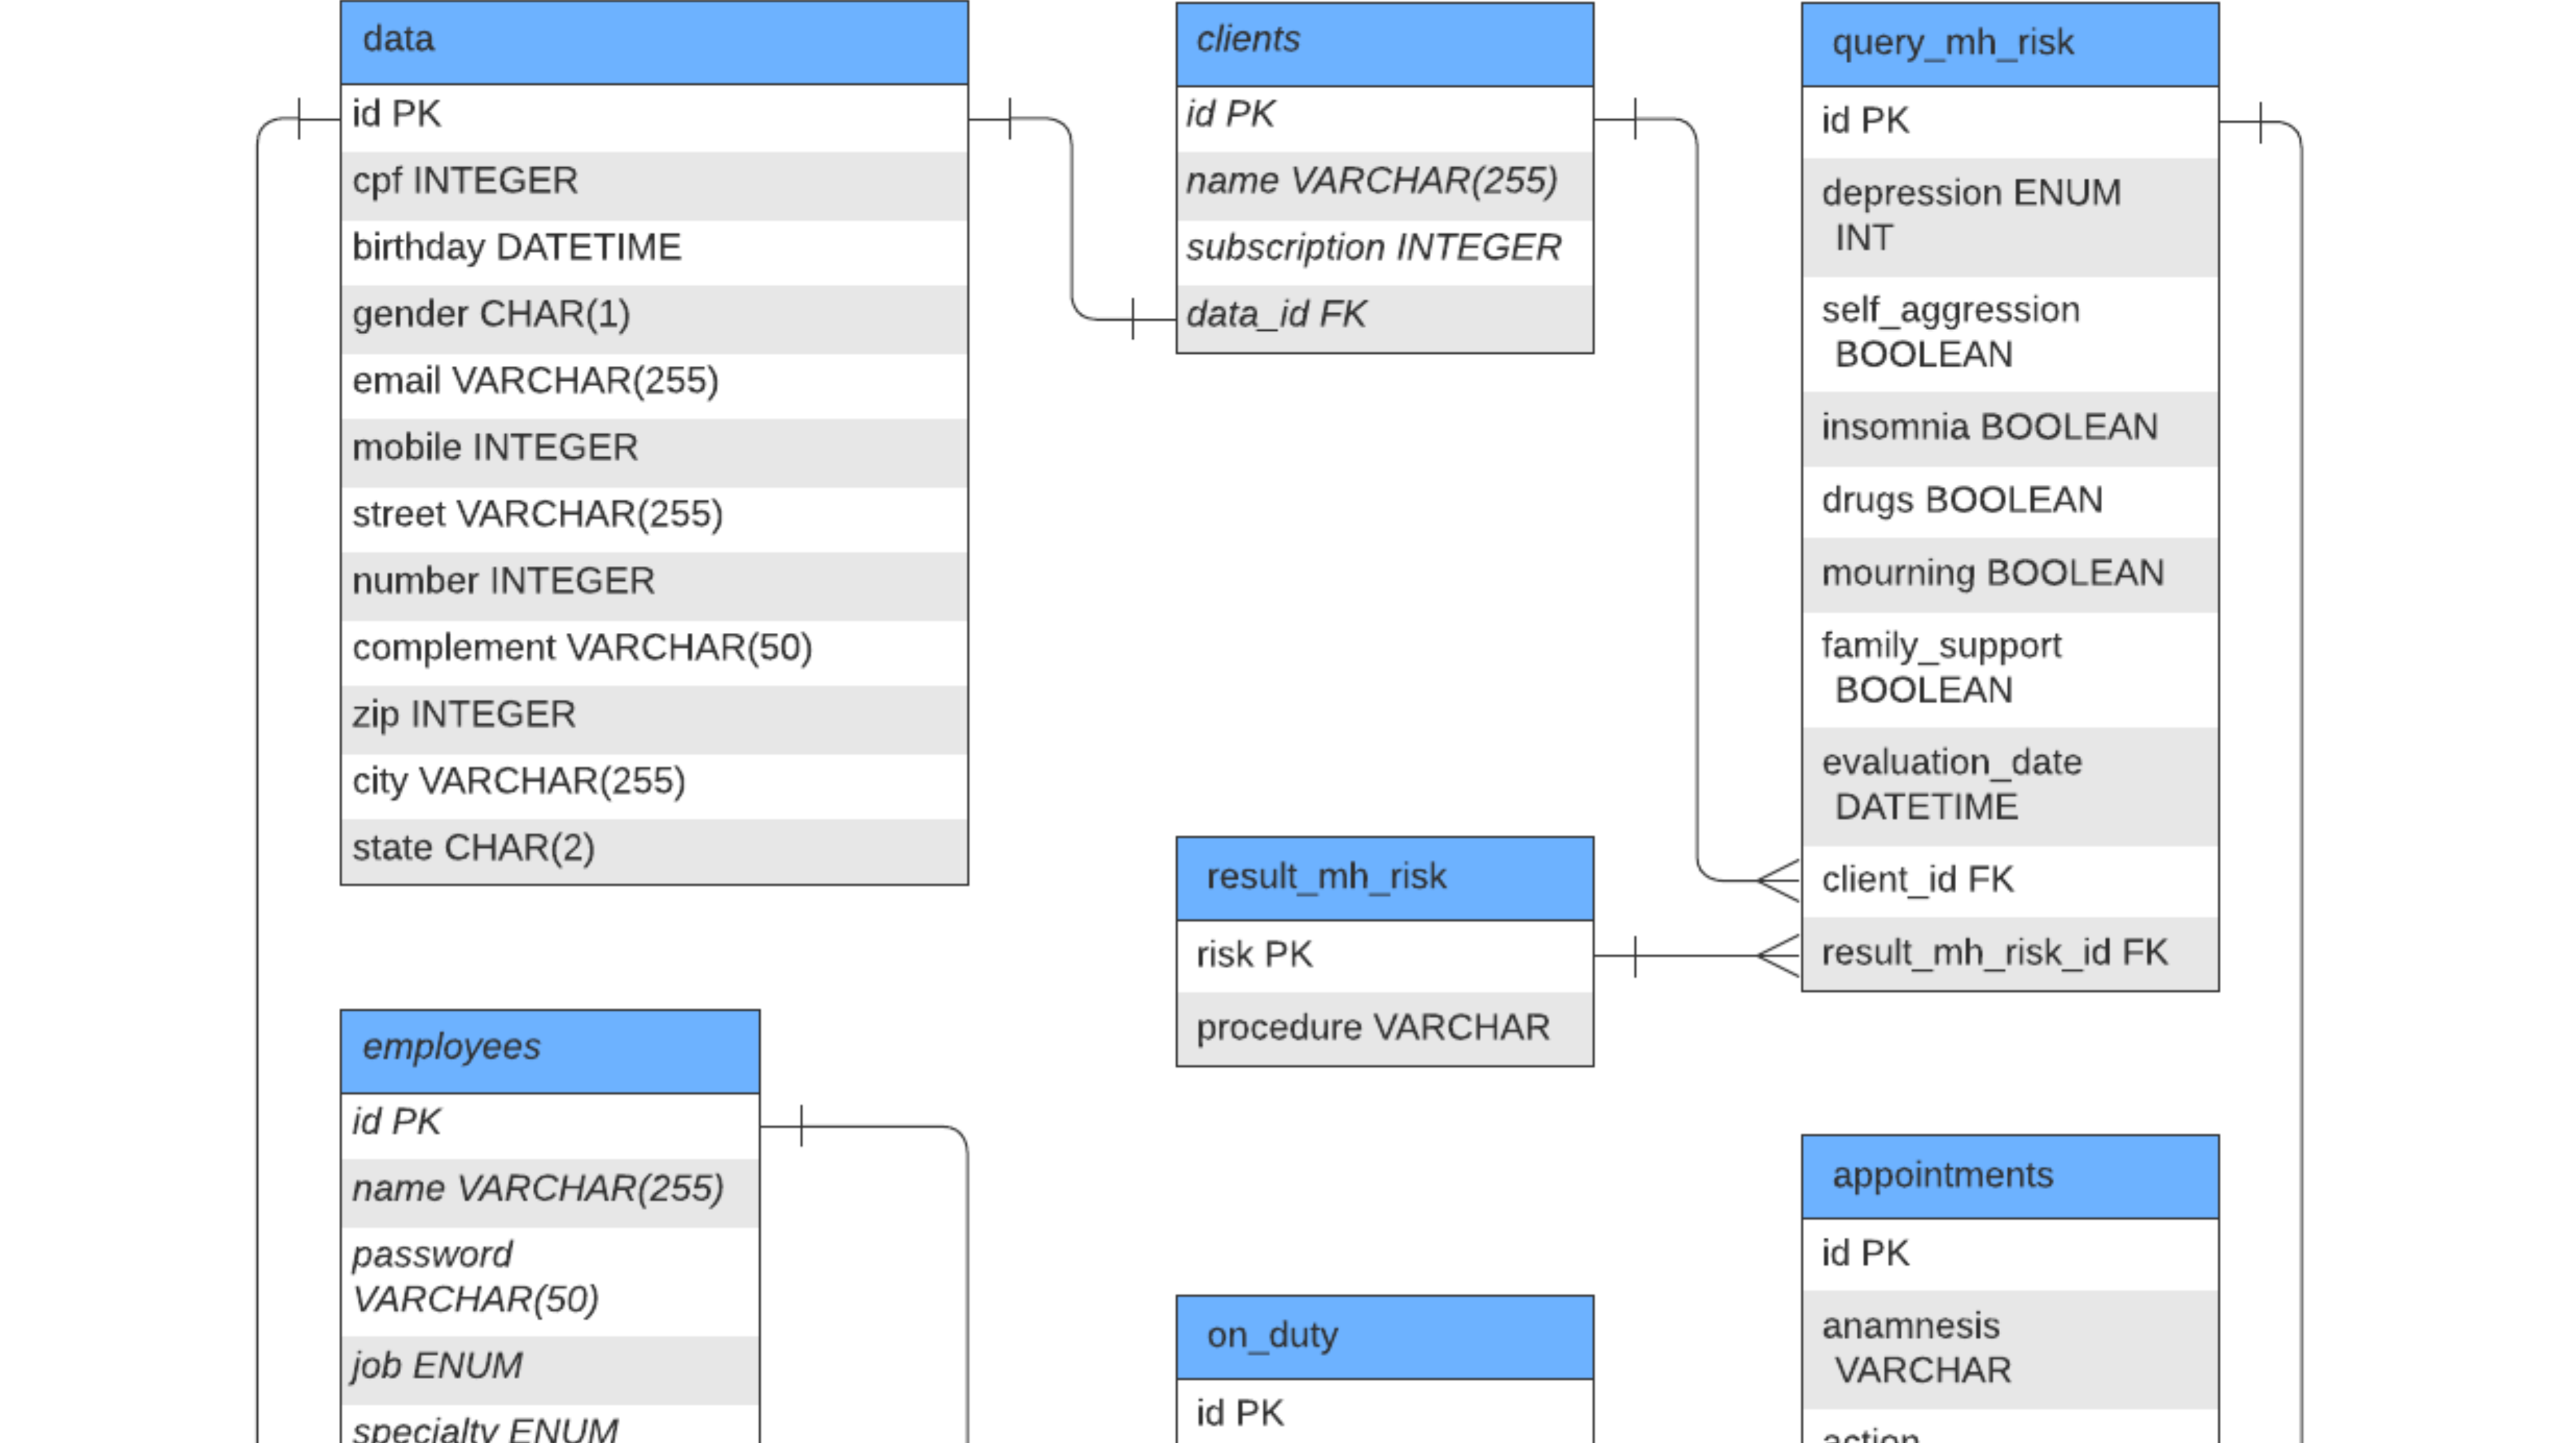 data
id PK
cpf INTEGER
birthday DATETIME
gender CHAR(1)
email VARCHAR(255)
mobile INTEGER
street VARCHAR(255)
number INTEGER
complement VARCHAR(50)
zip INTEGER
city VARCHAR(255)
state CHAR(2)
clients
id PK
name VARCHAR(255)
subscription INTEGER
data_id FK
query_mh_risk
id PK
depression ENUM
INT
self_aggression
BOOLEAN
insomnia BOOLEAN
drugs BOOLEAN
mourning BOOLEAN
family_support
BOOLEAN
evaluation_date
DATETIME
client_id FK
result_mh_risk_id FK
result_mh_risk
risk PK
procedure VARCHAR
employees
id PK
name VARCHAR(255)
password
VARCHAR(50)
job ENUM
specialty ENUM
on_duty
id PK
appointments
id PK
anamnesis
VARCHAR
action